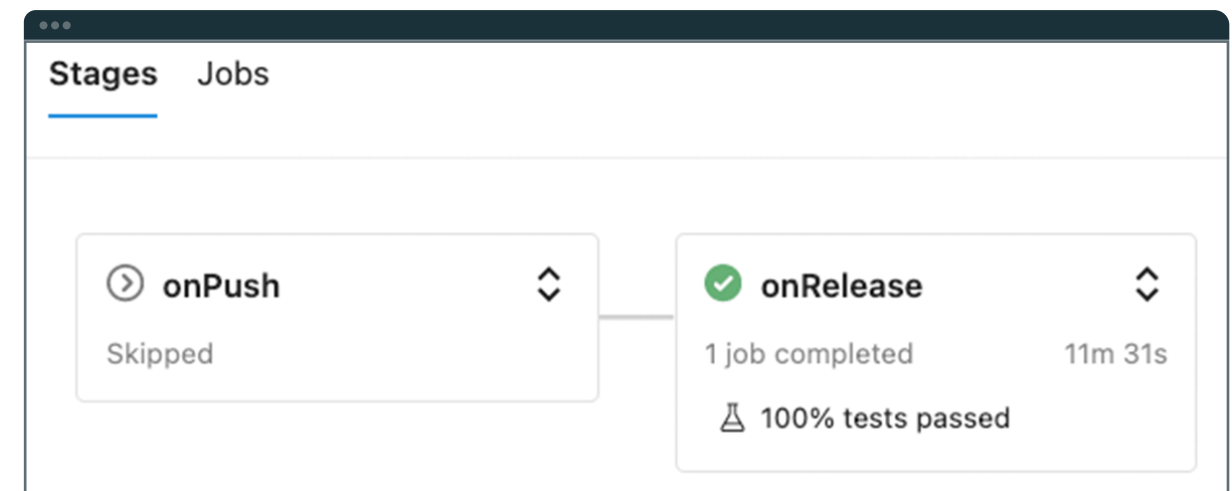 Stages Jobs
onPush
Skipped
onRelease
1 job completed 11m 31s
100% tests passed